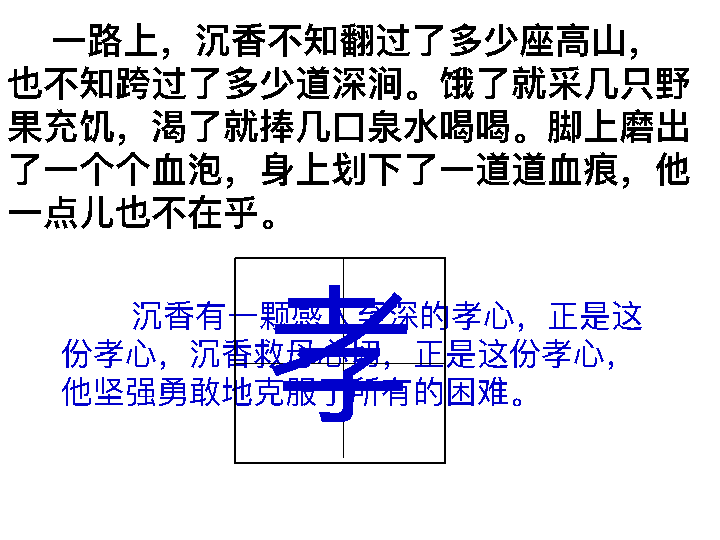 一路上，沉香不知翻过了多少座高山，
也不知跨过了多少道深涧。饿了就采几只野
果充饥，渴了就捧几口泉水喝喝。脚上磨出
了一个个血泡，身上划下了一道道血痕，他
一点儿也不在乎。
沉香有一颗感人至深的孝心，正是这
份孝心，沉香救母心切，正是这份孝心，
他坚强勇敢地克服了所有的困难。
孝